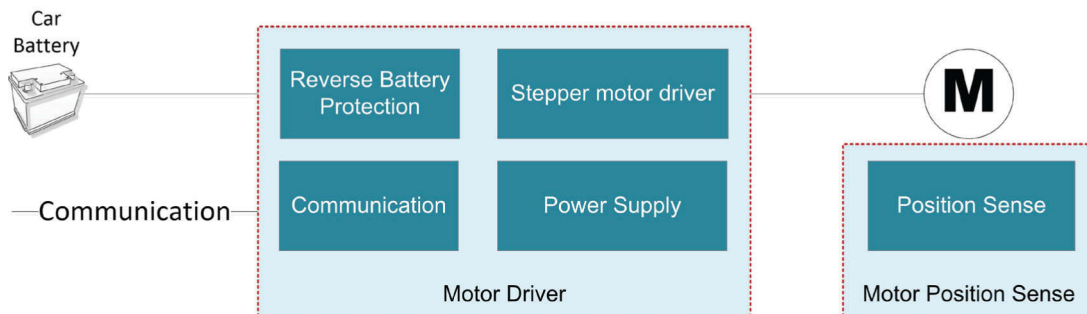 Car
Battery
Reverse Battery
Protection
Stepper motor driver
M
Communication
Communication
Power Supply
Position Sense
Motor Driver
Motor Position Sense